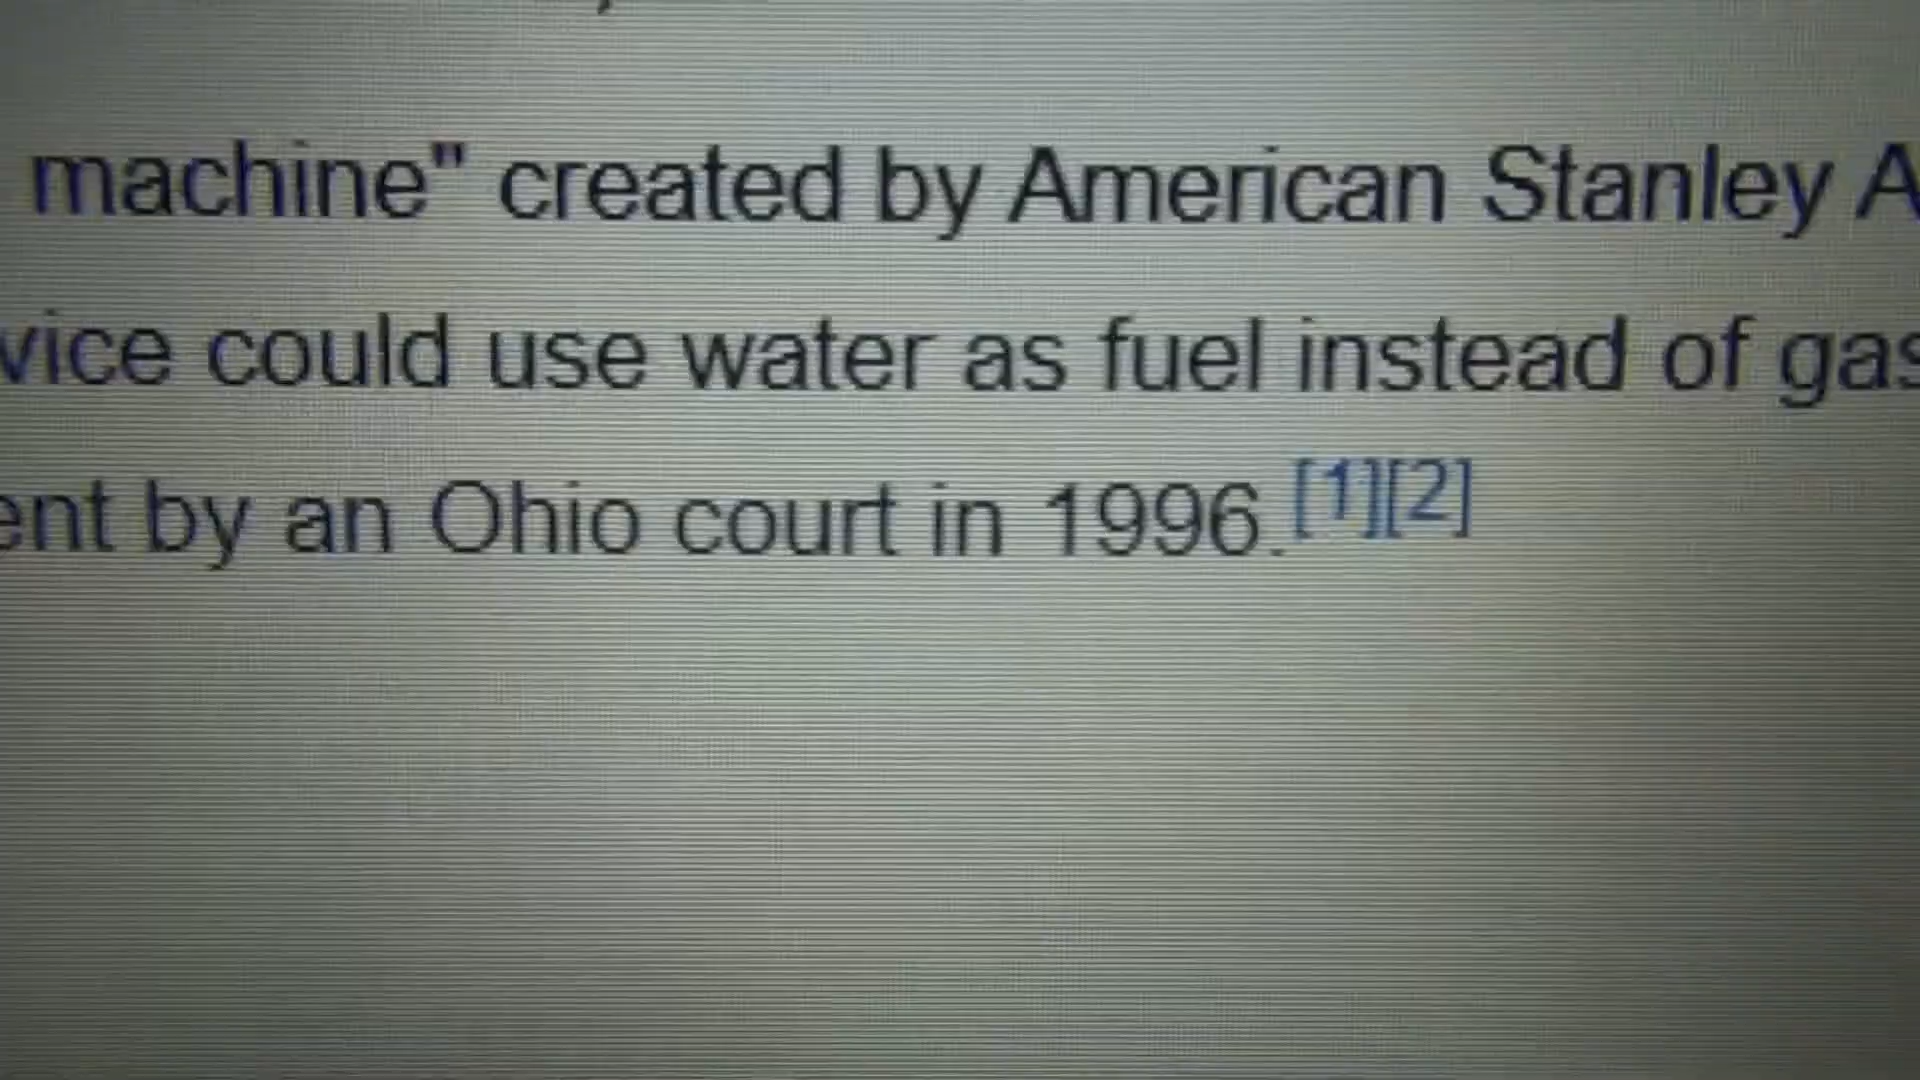 machine" created by American Stanley A
vice could use water as fuel instead of gas
ent by an Ohio court in 1996.[1][2]